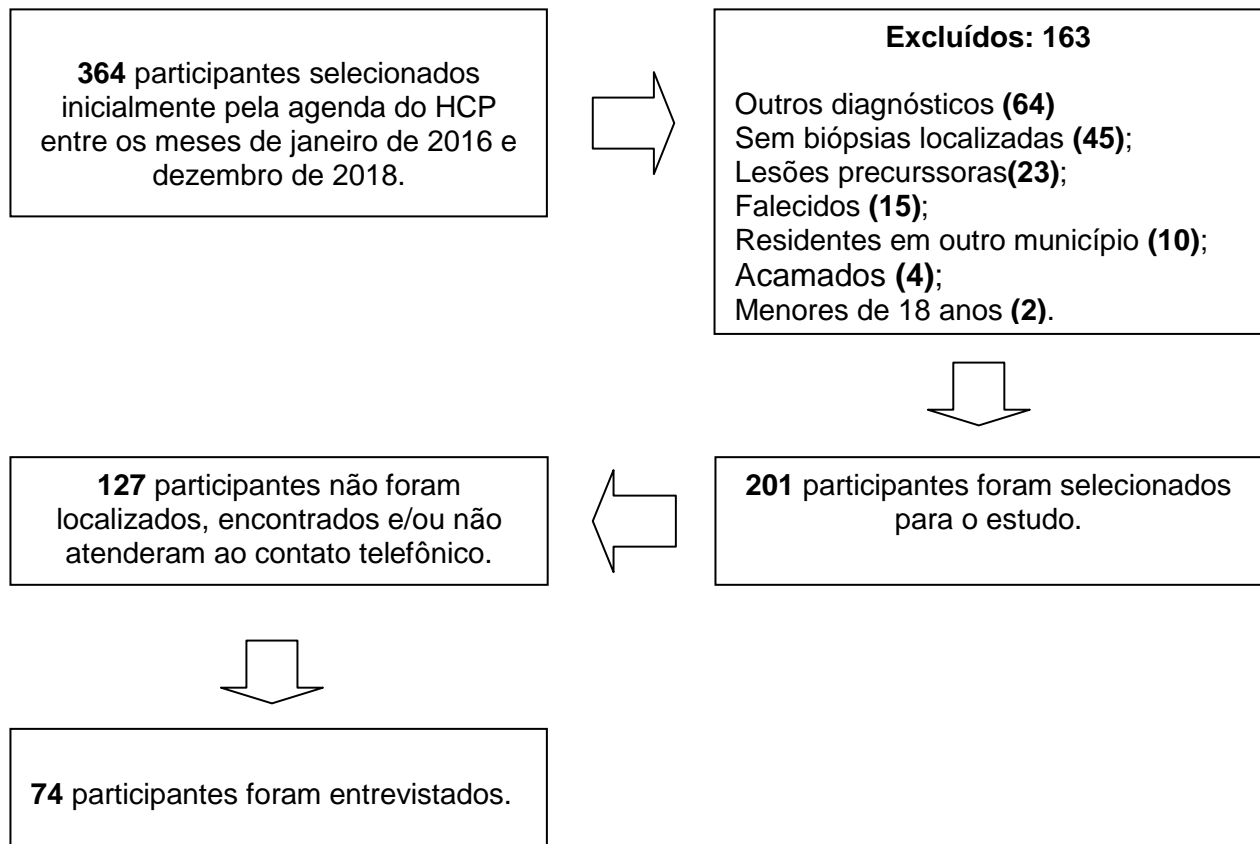 364 participantes selecionados
inicialmente pela agenda do HCP
entre os meses de janeiro de 2016 e
dezembro de 2018.
Excluídos: 163
Outros diagnósticos (64)
Sem biópsias localizadas (45);
Lesões precurssoras(23);
Falecidos (15);
Residentes em outro município (10);
Acamados (4);
Menores de 18 anos (2).
201 participantes foram selecionados
para o estudo.
127 participantes não foram
localizados, encontrados e/ou não
atenderam ao contato telefônico.
74 participantes foram entrevistados.